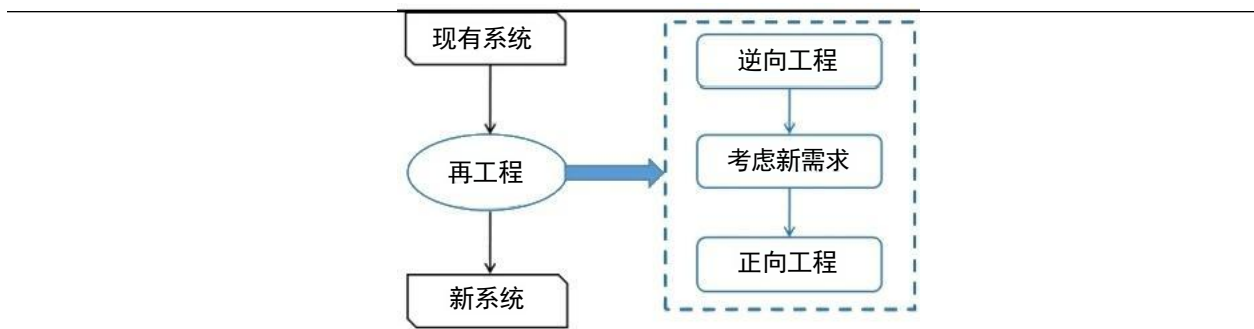 现有系统
再工程
新系统
逆向工程
考虑新需求
正向工程